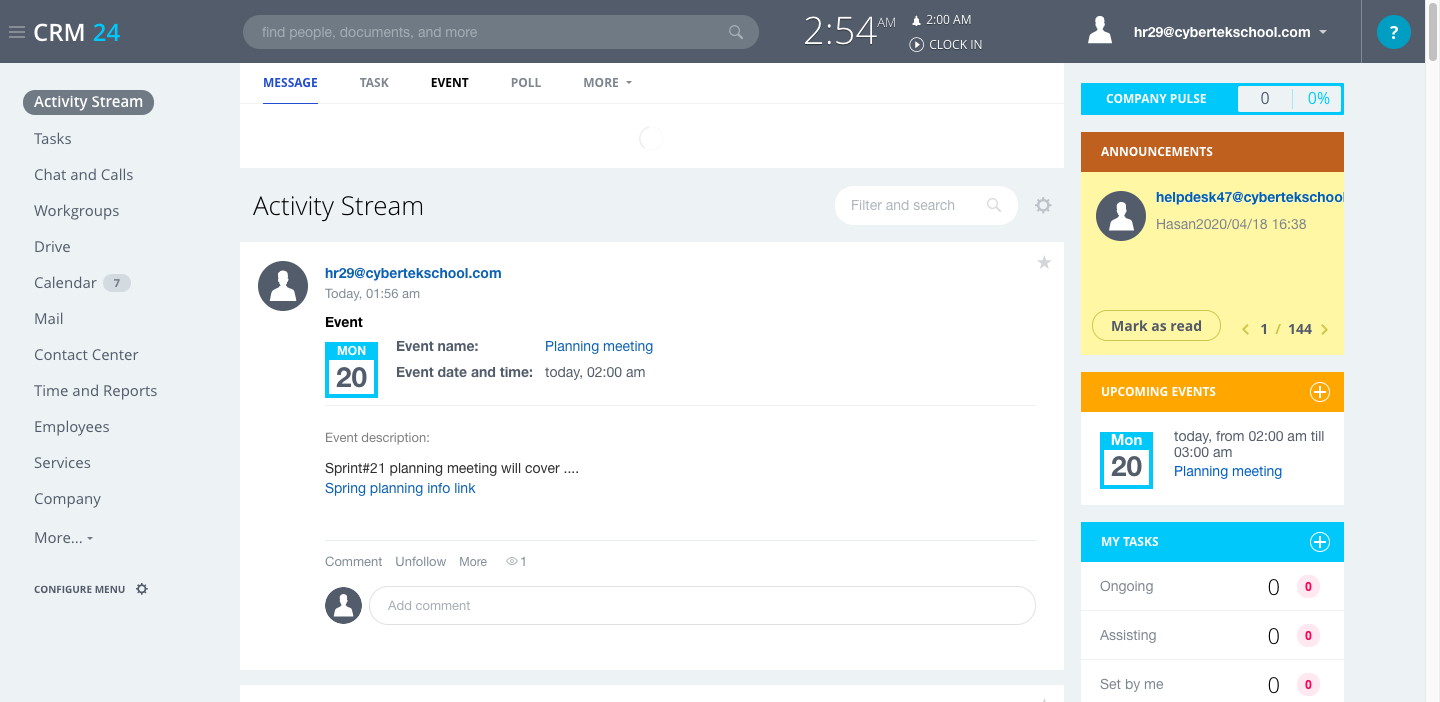 CRM 24
find people, documents, and more
2:54 AM
2:00 AM
CLOCK IN
hr29@cybertekschool.com
?
Activity Stream
Tasks
Chat and Calls
Workgroups
Drive
Calendar 7
Mail
Contact Center
Time and Reports
Employees
Services
Company
More...
CONFIGURE MENU
MESSAGE TASK EVENT POLL MORE
Activity Stream
Filter and search
hr29@cybertekschool.com
Today, 01:56 am
Event
MON
20
Event name: Planning meeting
Event date and time: today, 02:00 am
Event description:
Sprint#21 planning meeting will cover ....
Spring planning info link
Comment Unfollow More 1
Add comment
COMPANY PULSE 0 0%
ANNOUNCEMENTS
helpdesk47@cybertekschool
Hasan2020/04/18 16:38
Mark as read
1 / 144
UPCOMING EVENTS
Mon
20
today, from 02:00 am till
03:00 am
Planning meeting
MY TASKS
Ongoing 0 0
Assisting 0 0
Set by me 0 0